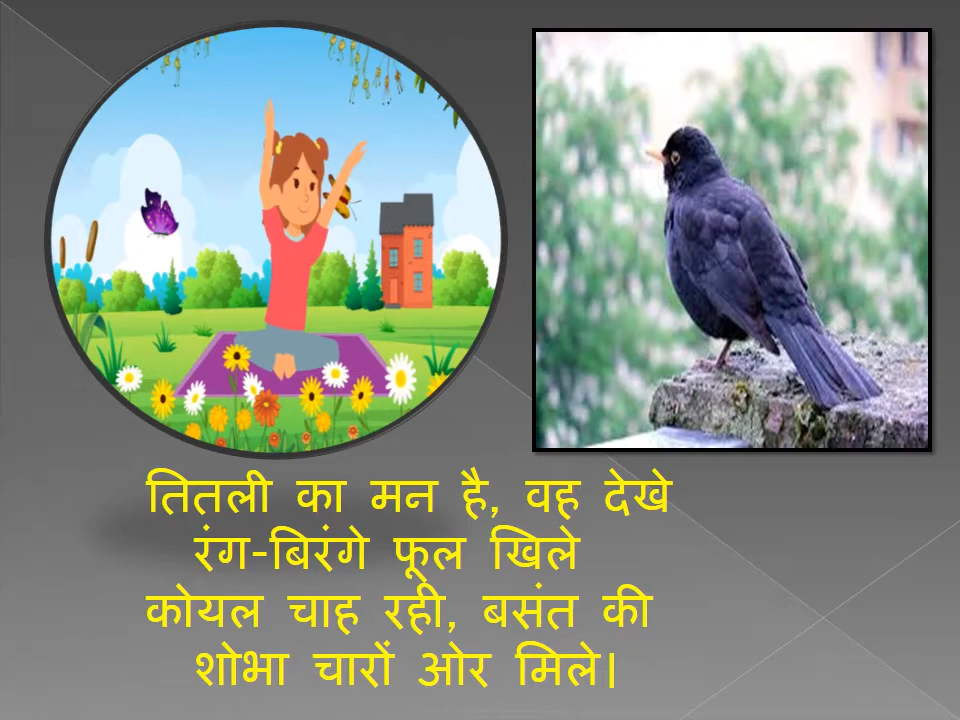 तितली का मन है, वह देखे
रंग-बिरंगे फूल खिले
कोयल चाह रही, बसंत की
शोभा चारों ओर मिले।